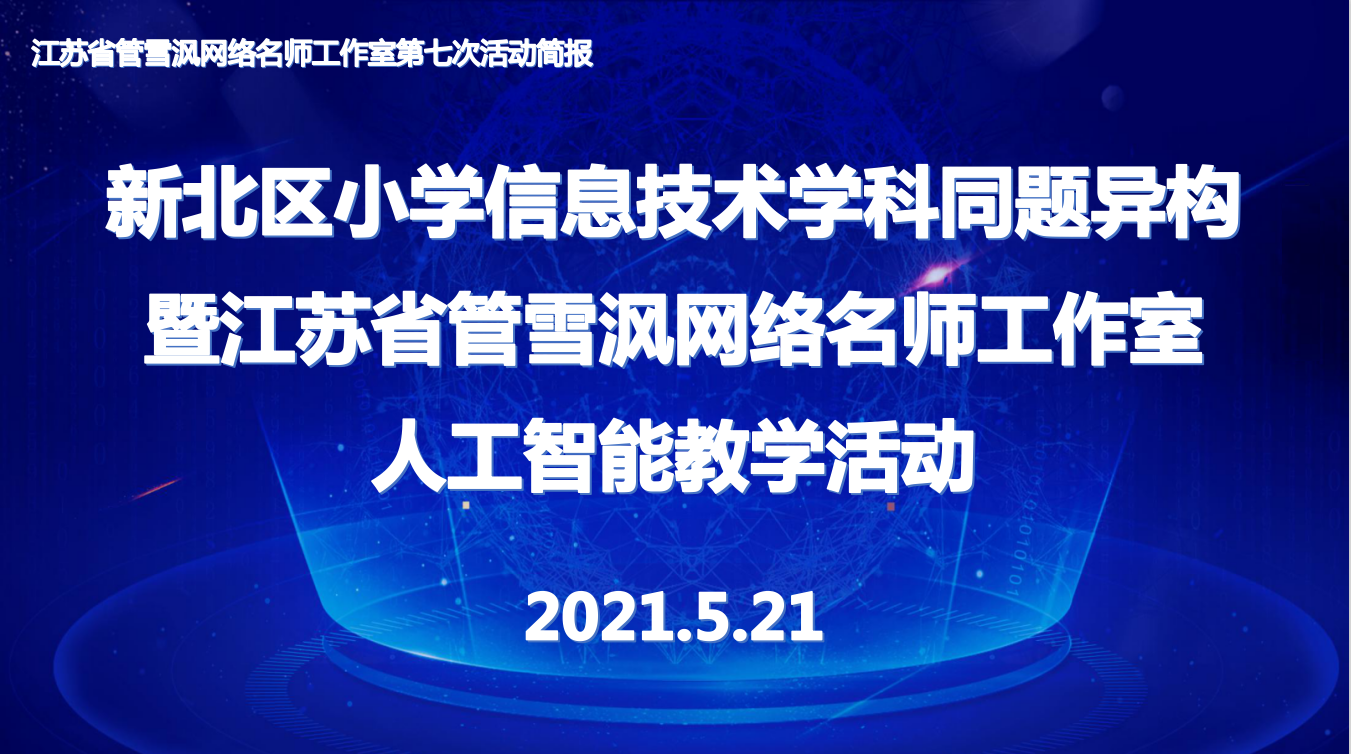 江苏省管雪沨网络名师工作室第七次活动简报
新北区小学信息技术学科同题异构
暨江苏省管雪沨网络名师工作室
人工智能教学活动
2021.5.21